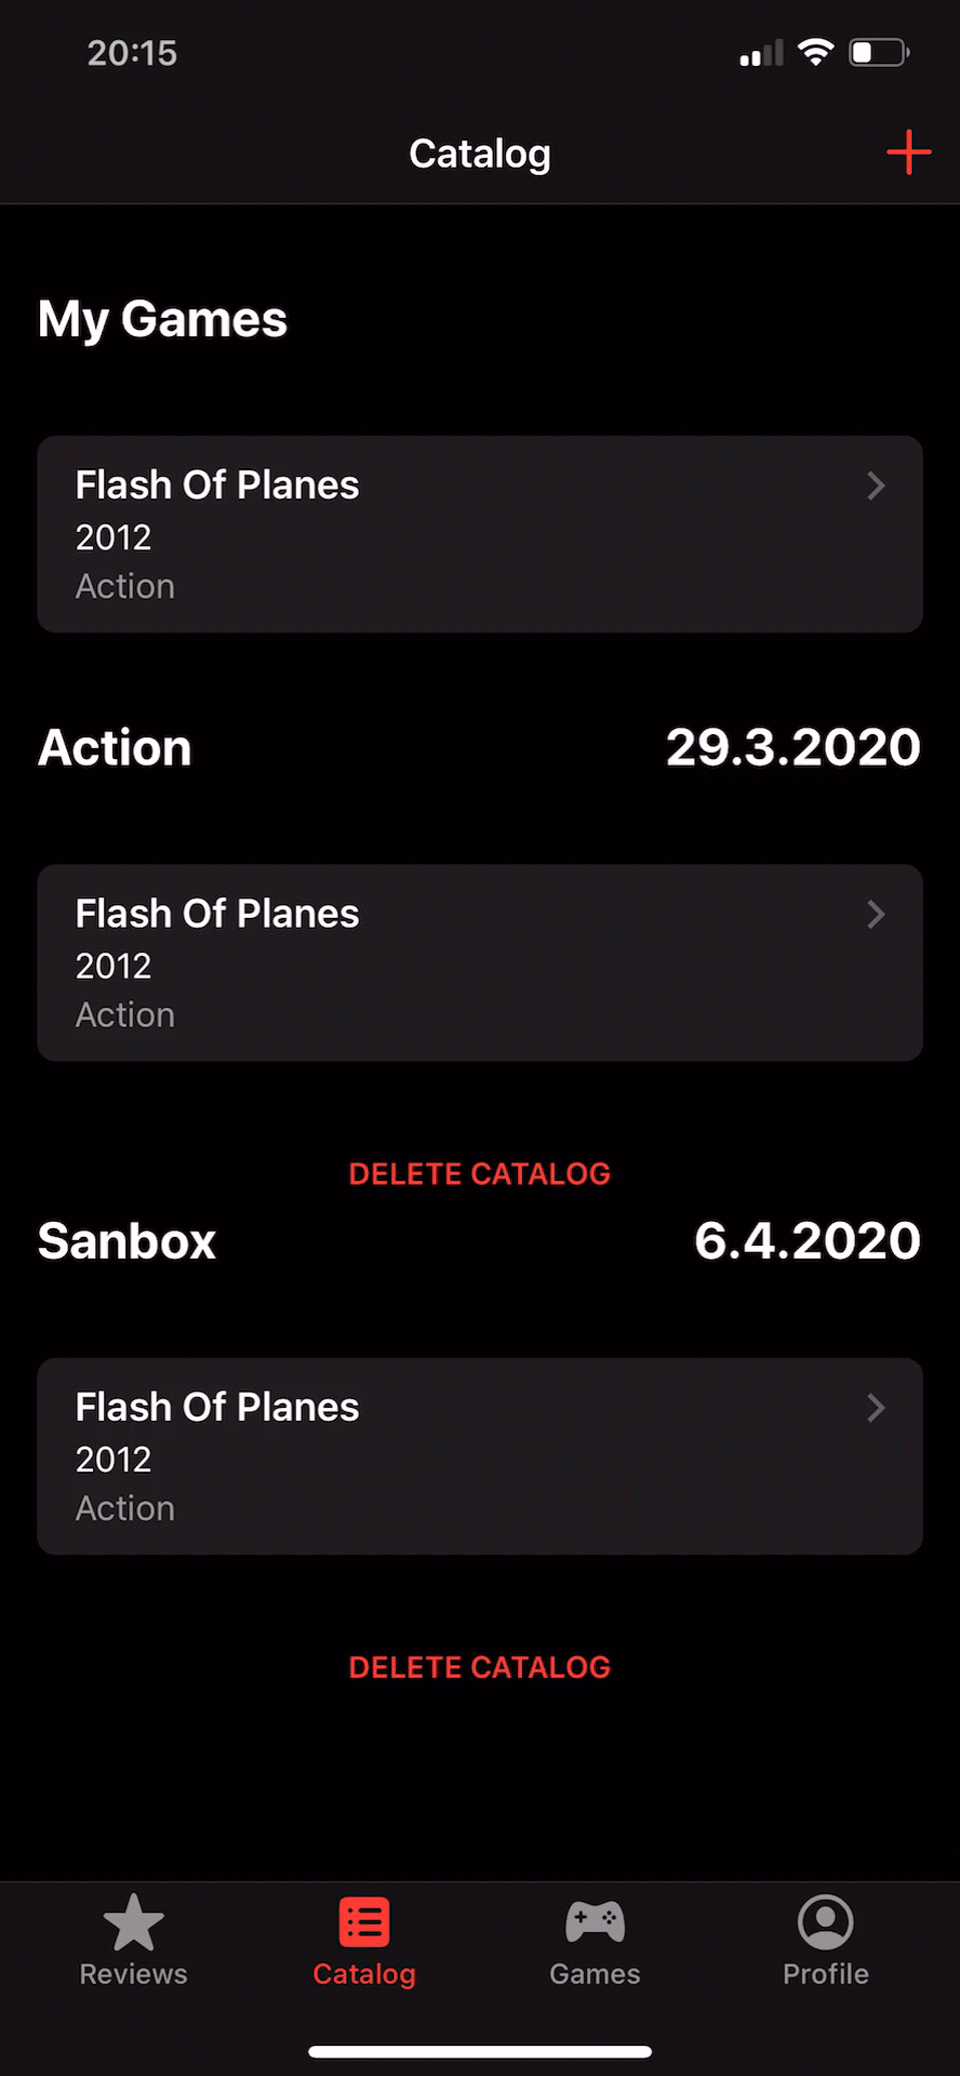 20:15
Catalog
My Games
Flash Of Planes
2012
Action
Action 29.3.2020
Flash Of Planes
2012
Action
DELETE CATALOG
Sanbox 6.4.2020
Flash Of Planes
2012
Action
DELETE CATALOG
Reviews Catalog Games Profile